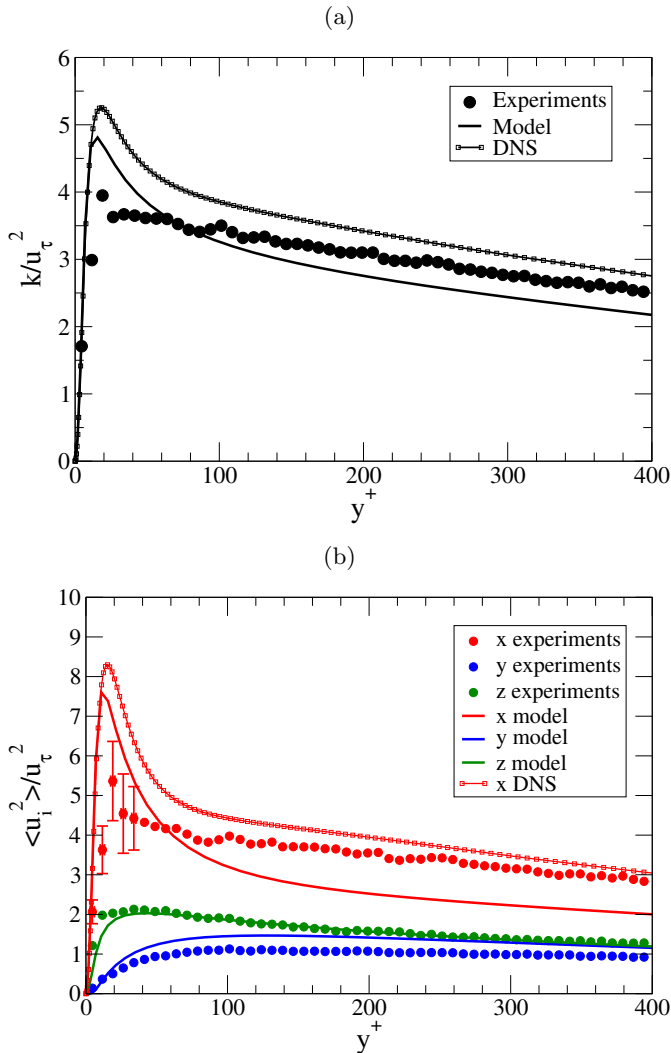 (a)
6
5
4
3
2
1
0
k/u_τ^2
0 100 200 300 400
y^+
Experiments
Model
DNS
(b)
10
9
8
7
6
5
4
3
2
1
0
<u_i^2>/u_τ^2
0 100 200 300 400
y^+
x experiments
y experiments
z experiments
x model
y model
z model
x DNS